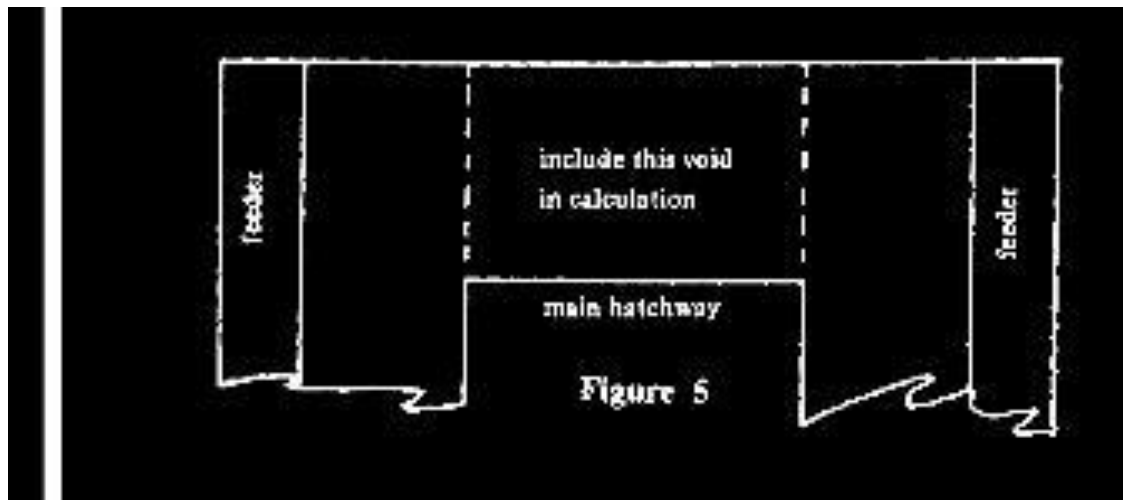 feeder
include this void
in calculation
feeder
main hatchway
Figure 5